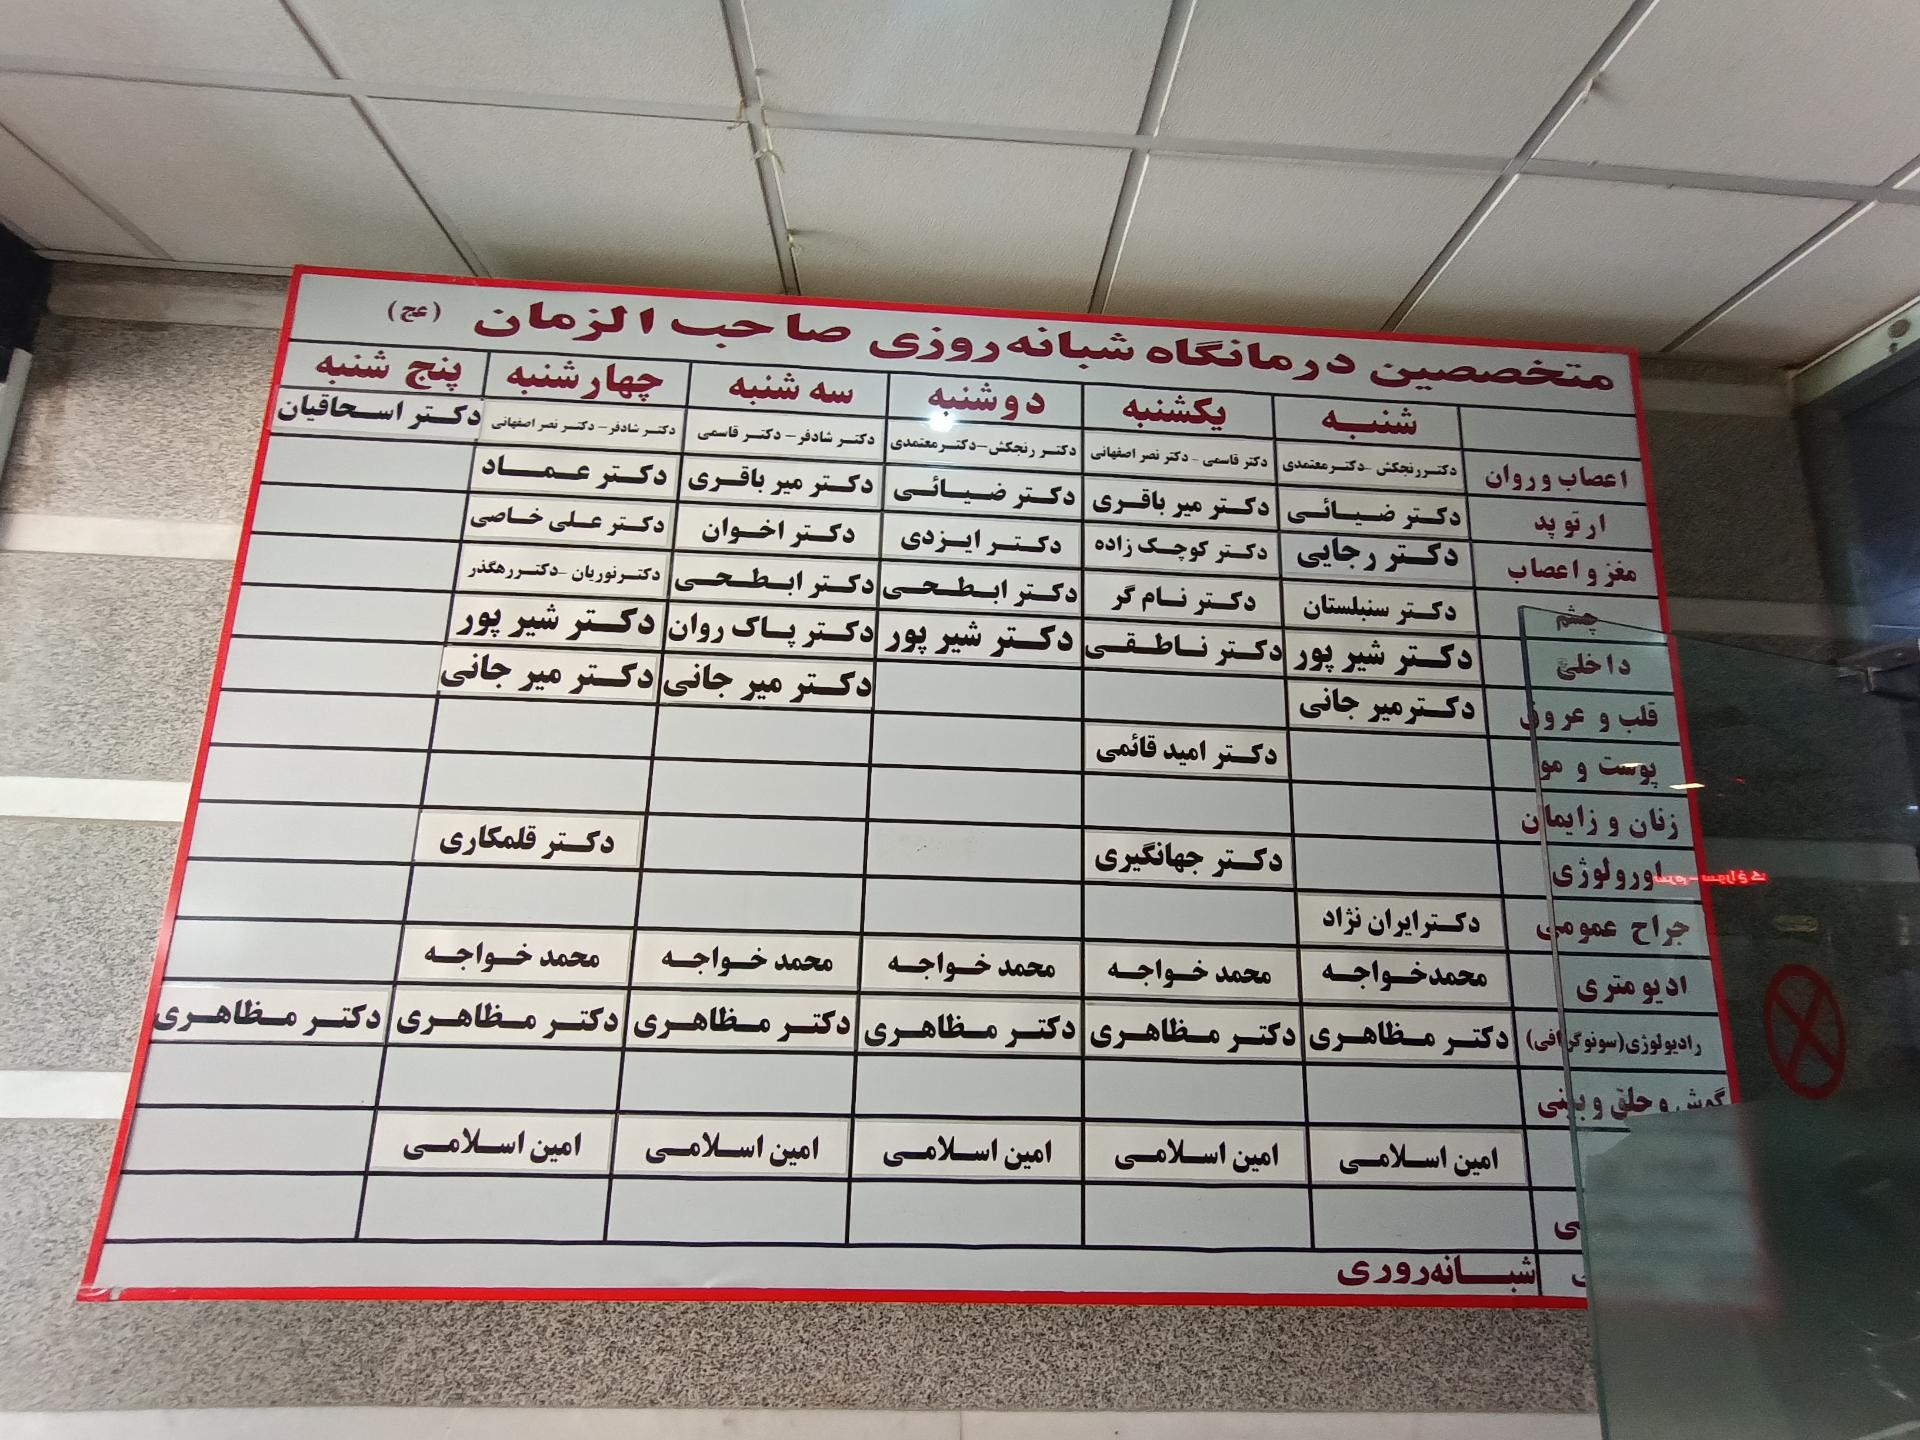 متخصصین درمانگاه شبانه‌روزی صاحب الزمان (عج)
شنبه یکشنبه دوشنبه سه شنبه چهارشنبه پنج شنبه
اعصاب و روان دکتر رنجکش - دکتر معتمدی دکتر قاسمی - دکتر نصر اصفهانی دکتر رنجکش - دکتر معتمدی دکتر شادفر - دکتر قاسمی دکتر شادفر - دکتر نصر اصفهانی دکتر اسحاقیان
ارتوپد دکتر ضیائی دکتر میر باقری دکتر ضیائی دکتر میر باقری دکتر عماد
مغز و اعصاب دکتر رجایی دکتر کوچک زاده دکتر ایزدی دکتر اخوان دکتر علی خاصی
چشم دکتر سنبلستان دکتر نام گر دکتر ابطحی دکتر ابطحی دکتر نوریان - دکتر رهگذر
داخلی دکتر شیر پور دکتر ناطقی دکتر شیر پور دکتر پاک روان دکتر شیر پور
قلب و عروق دکتر میر جانی دکتر میر جانی دکتر میر جانی
پوست و مو دکتر امید قائمی
زنان و زایمان
اورولوژی دکتر جهانگیری دکتر قلمکاری
جراح عمومی دکتر ایران نژاد
ادیومتری محمد خواجه محمد خواجه محمد خواجه محمد خواجه محمد خواجه
رادیولوژی (سونوگرافی) دکتر مظاهری دکتر مظاهری دکتر مظاهری دکتر مظاهری دکتر مظاهری دکتر مظاهری
گوش و حلق و بینی
امین اسلامی امین اسلامی امین اسلامی امین اسلامی امین اسلامی
شبانه‌روری